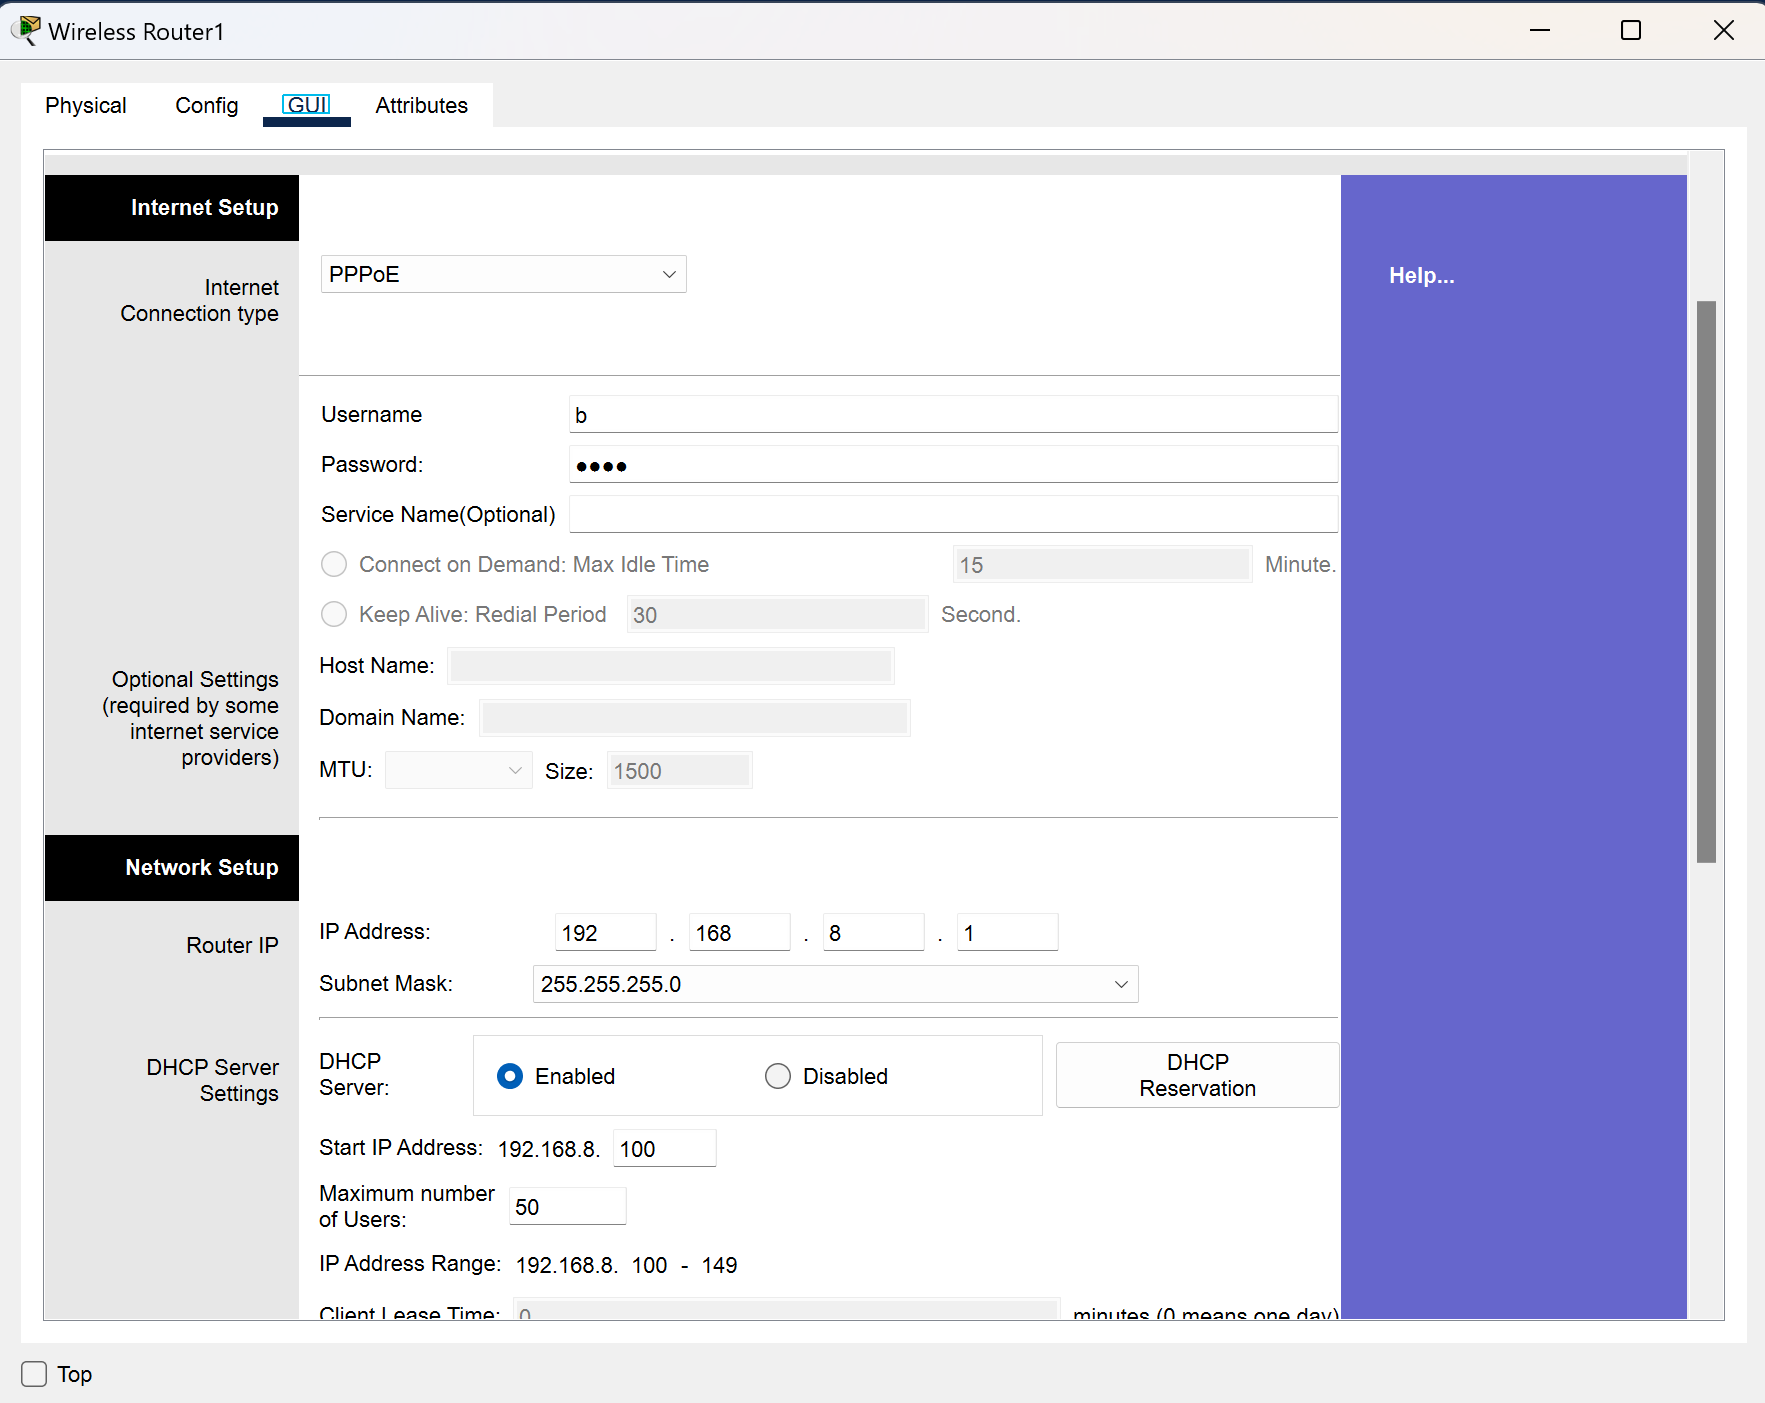 Wireless Router1
Physical Config GUI Attributes
Internet Setup
Internet
Connection type
PPPoE
Help...
Username b
Password: ●●●●
Service Name(Optional)
Connect on Demand: Max Idle Time 15 Minute.
Keep Alive: Redial Period 30 Second.
Optional Settings
(required by some
internet service
providers)
Host Name:
Domain Name:
MTU: Size: 1500
Network Setup
Router IP
IP Address: 192 . 168 . 8 . 1
Subnet Mask: 255.255.255.0
DHCP Server
Settings
DHCP
Server:
Enabled Disabled
DHCP
Reservation
Start IP Address: 192.168.8. 100
Maximum number
of Users:
50
IP Address Range: 192.168.8. 100 - 149
Client Lease Time: 0 minutes (0 means one day)
Top